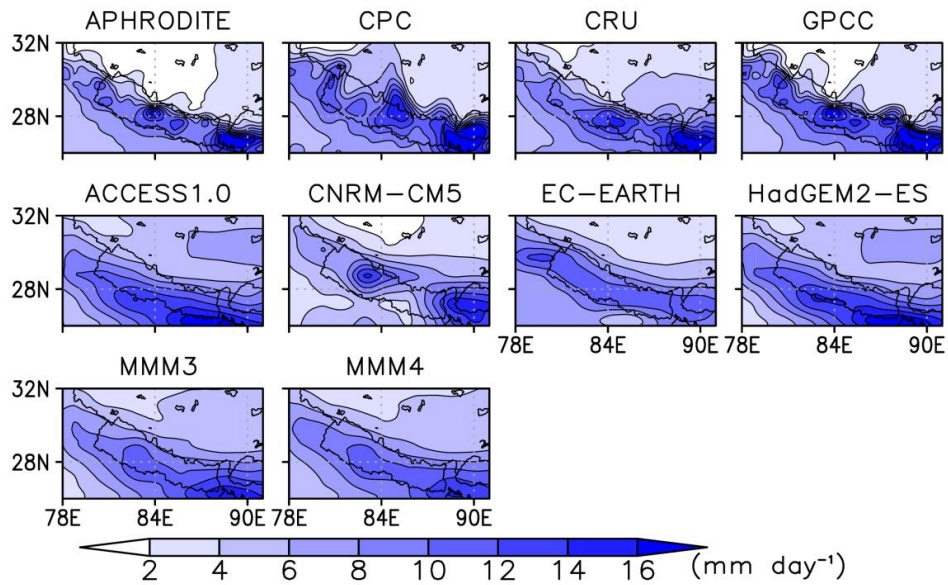 APHRODITE CPC CRU GPCC
32N
28N
ACCESS1.0 CNRM-CM5 EC-EARTH HadGEM2-ES
32N
28N
78E 84E 90E 78E 84E 90E
MMM3 MMM4
32N
28N
78E 84E 90E 78E 84E 90E
2 4 6 8 10 12 14 16 (mm day⁻¹)